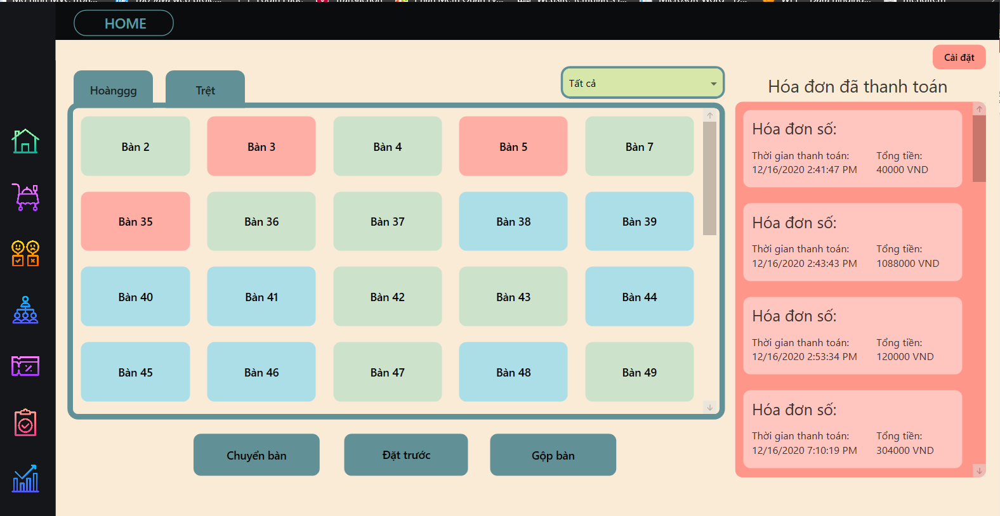 HOME
Cài đặt
Hoànggg
Trệt
Tất cả
Hóa đơn đã thanh toán
Bàn 2
Bàn 3
Bàn 4
Bàn 5
Bàn 7
Bàn 35
Bàn 36
Bàn 37
Bàn 38
Bàn 39
Bàn 40
Bàn 41
Bàn 42
Bàn 43
Bàn 44
Bàn 45
Bàn 46
Bàn 47
Bàn 48
Bàn 49
Chuyển bàn
Đặt trước
Gộp bàn
Hóa đơn số:
Thời gian thanh toán:
Tổng tiền:
12/16/2020 2:41:47 PM
40000 VND
Hóa đơn số:
Thời gian thanh toán:
Tổng tiền:
12/16/2020 2:43:43 PM
1088000 VND
Hóa đơn số:
Thời gian thanh toán:
Tổng tiền:
12/16/2020 2:53:34 PM
120000 VND
Hóa đơn số:
Thời gian thanh toán:
Tổng tiền:
12/16/2020 7:10:19 PM
304000 VND